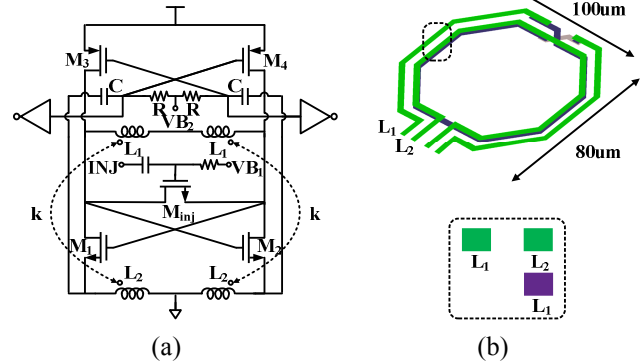 M3
M4
C
C
R
R
VB2
L1
L1
INJ
VB1
k
k
Minj
M1
M2
L2
L2
(a)
100um
L1
L2
80um
L1
L2
L1
(b)